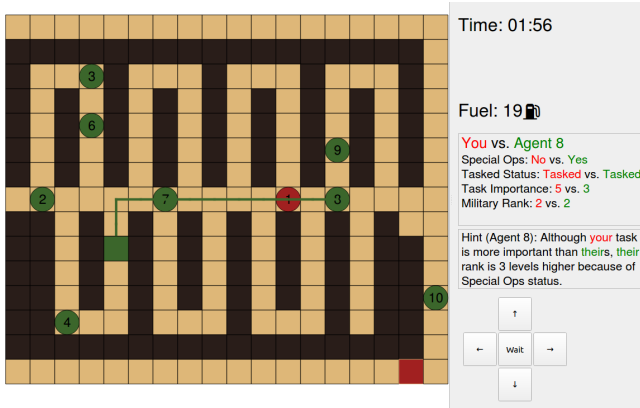 Time: 01:56
Fuel: 19
You vs. Agent 8
Special Ops: No vs. Yes
Tasked Status: Tasked vs. Tasked
Task Importance: 5 vs. 3
Military Rank: 2 vs. 2
Hint (Agent 8): Although your task
is more important than theirs, their
rank is 3 levels higher because of
Special Ops status.
↑
← Wait →
↓
3
6
9
2 7 1 3
10
4